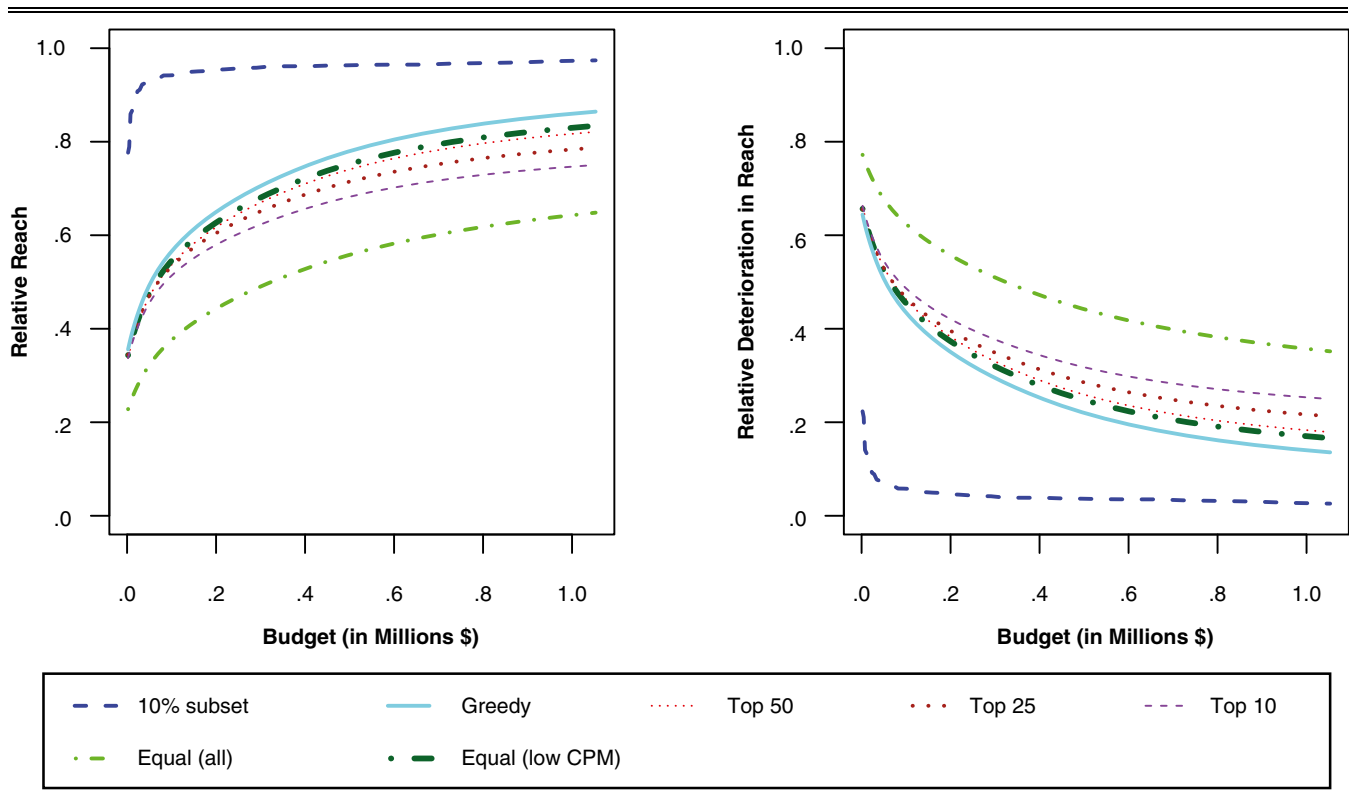 1.0
.8
.6
.4
.2
.0
Relative Reach
.0 .2 .4 .6 .8 1.0
Budget (in Millions $)
1.0
.8
.6
.4
.2
.0
Relative Deterioration in Reach
.0 .2 .4 .6 .8 1.0
Budget (in Millions $)
10% subset Greedy Top 50 Top 25 Top 10
Equal (all) Equal (low CPM)